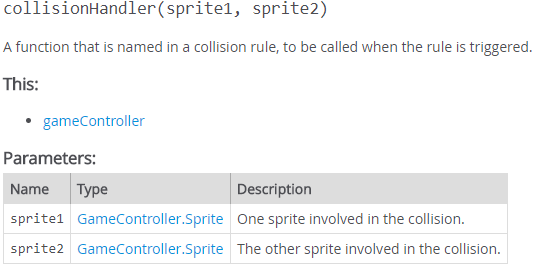 collisionHandler(sprite1, sprite2)
A function that is named in a collision rule, to be called when the rule is triggered.
This:
• gameController
Parameters:
Name Type Description
sprite1 GameController.Sprite One sprite involved in the collision.
sprite2 GameController.Sprite The other sprite involved in the collision.